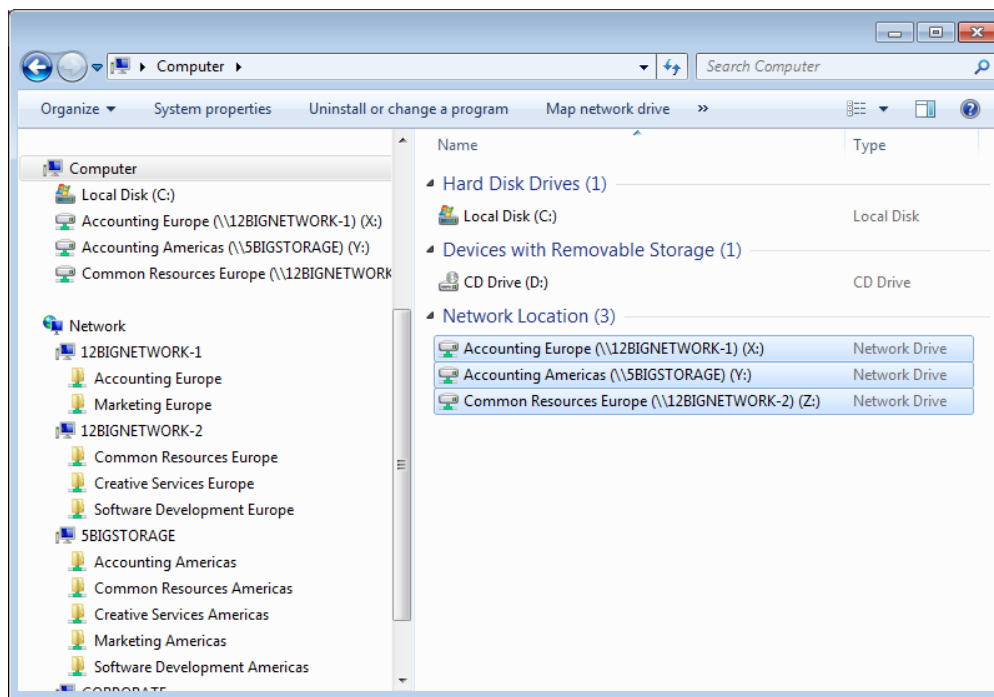 Computer
Search Computer
Organize
System properties
Uninstall or change a program
Map network drive
»
Computer
Local Disk (C:)
Accounting Europe (\\12BIGNETWORK-1) (X:)
Accounting Americas (\\5BIGSTORAGE) (Y:)
Common Resources Europe (\\12BIGNETWORK
Network
12BIGNETWORK-1
Accounting Europe
Marketing Europe
12BIGNETWORK-2
Common Resources Europe
Creative Services Europe
Software Development Europe
5BIGSTORAGE
Accounting Americas
Common Resources Americas
Creative Services Americas
Marketing Americas
Software Development Americas
CORPORATE
Name Type
Hard Disk Drives (1)
Local Disk (C:) Local Disk
Devices with Removable Storage (1)
CD Drive (D:) CD Drive
Network Location (3)
Accounting Europe (\\12BIGNETWORK-1) (X:) Network Drive
Accounting Americas (\\5BIGSTORAGE) (Y:) Network Drive
Common Resources Europe (\\12BIGNETWORK-2) (Z:) Network Drive